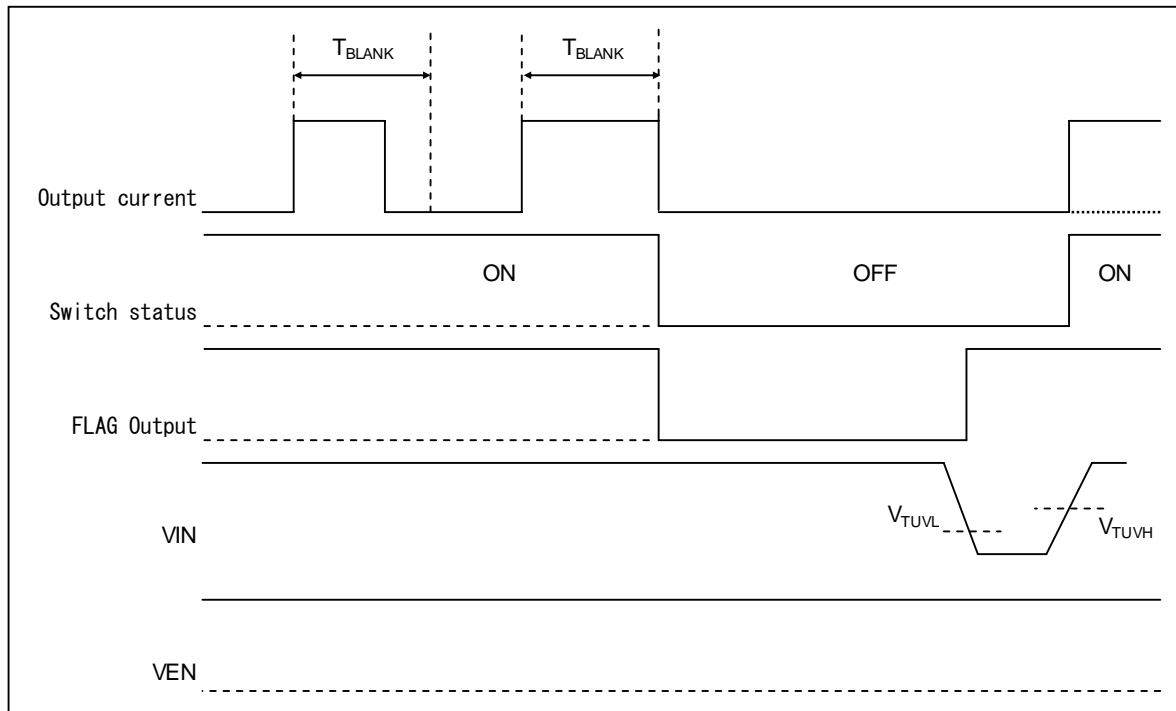 TBLANK TBLANK
Output current
ON OFF ON
Switch status
FLAG Output
VTUVL
VIN
VTUVH
VEN